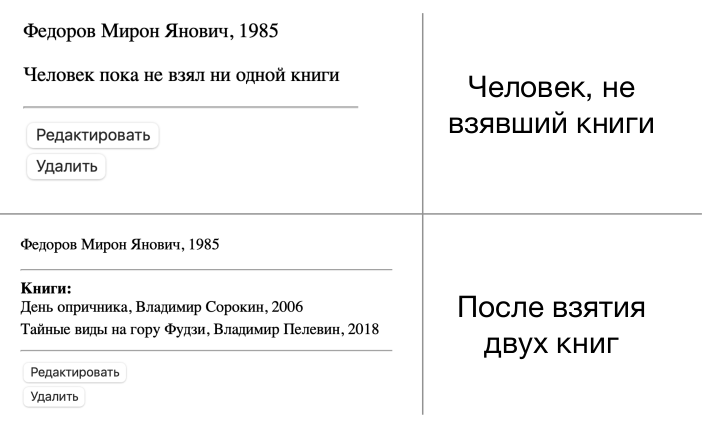 Федоров Мирон Янович, 1985
Человек пока не взял ни одной книги
Редактировать
Удалить
Человек, не
взявший книги
Федоров Мирон Янович, 1985
Книги:
День опричника, Владимир Сорокин, 2006
Тайные виды на гору Фудзи, Владимир Пелевин, 2018
Редактировать
Удалить
После взятия
двух книг